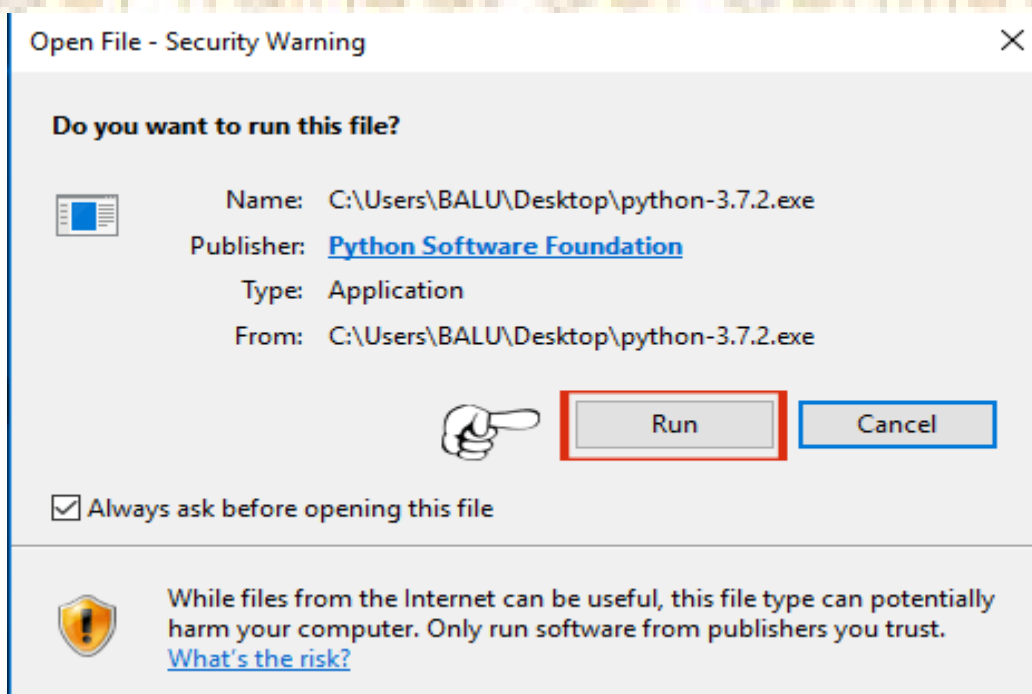 Open File - Security Warning
Do you want to run this file?
Name: C:\Users\BALU\Desktop\python-3.7.2.exe
Publisher: Python Software Foundation
Type: Application
From: C:\Users\BALU\Desktop\python-3.7.2.exe
Run Cancel
Always ask before opening this file
While files from the Internet can be useful, this file type can potentially
harm your computer. Only run software from publishers you trust.
What's the risk?